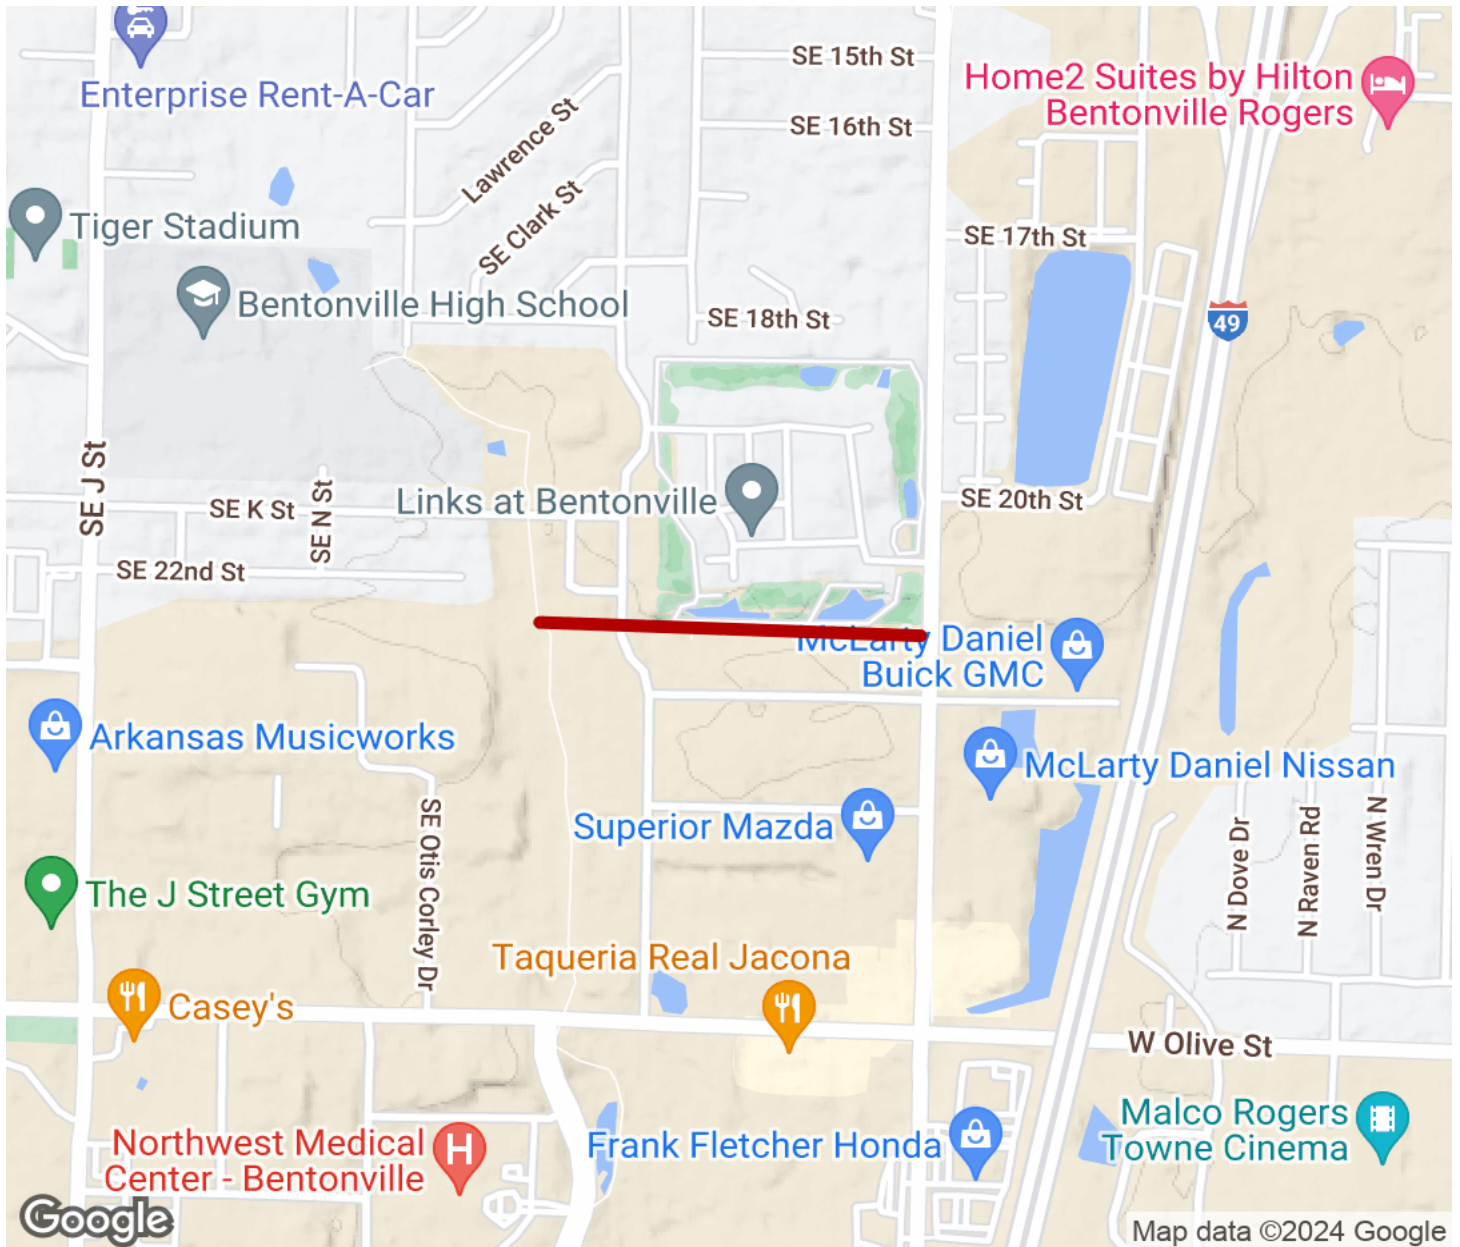 SE 15th St
Enterprise Rent-A-Car
Home2 Suites by Hilton
Bentonville Rogers
SE 16th St
Lawrence St
SE Clark St
Tiger Stadium
SE 17th St
Bentonville High School
SE 18th St
49
SE J St
SE K St
SE N St
Links at Bentonville
SE 20th St
SE 22nd St
McLarty Daniel
Buick GMC
Arkansas Musicworks
McLarty Daniel Nissan
SE Otis Corley Dr
Superior Mazda
N Dove Dr
N Raven Rd
N Wren Dr
The J Street Gym
Taqueria Real Jacona
Casey's
W Olive St
Northwest Medical
Center - Bentonville
H
Frank Fletcher Honda
Malco Rogers
Towne Cinema
Google
Map data ©2024 Google